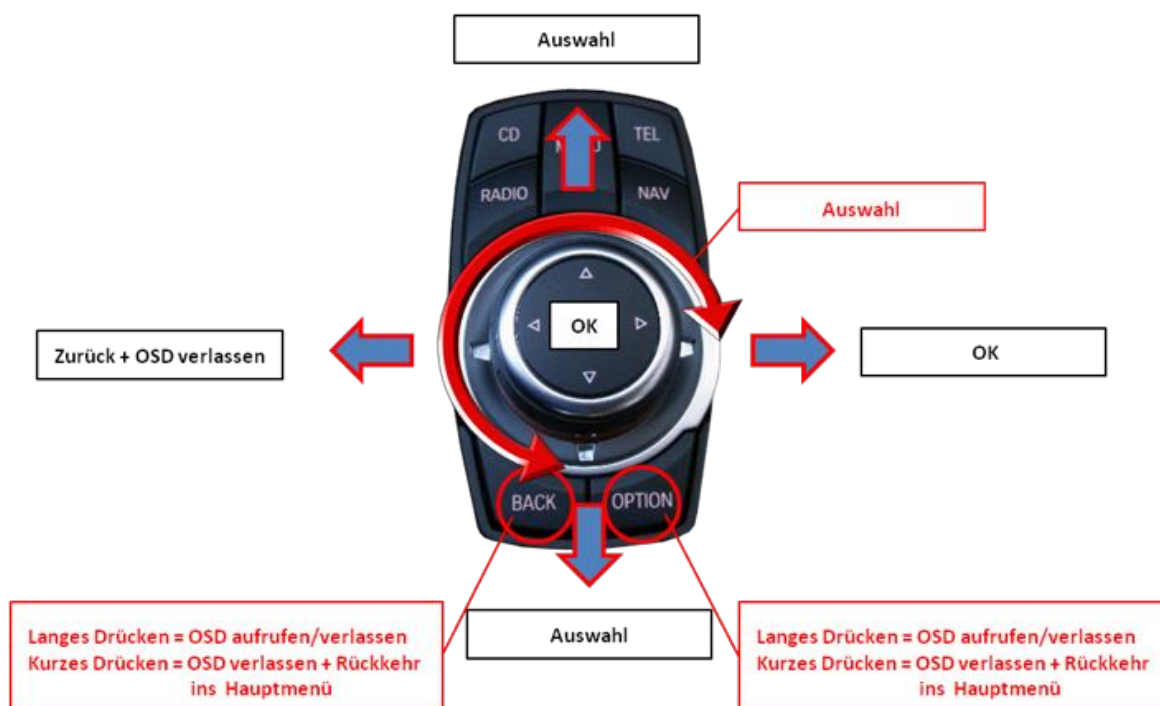 Auswahl
CD
TEL
RADIO
NAV
Auswahl
OK
Zurück + OSD verlassen
OK
BACK
OPTION
Auswahl
Langes Drücken = OSD aufrufen/verlassen
Kurzes Drücken = OSD verlassen + Rückkehr
ins Hauptmenü
Langes Drücken = OSD aufrufen/verlassen
Kurzes Drücken = OSD verlassen + Rückkehr
ins Hauptmenü